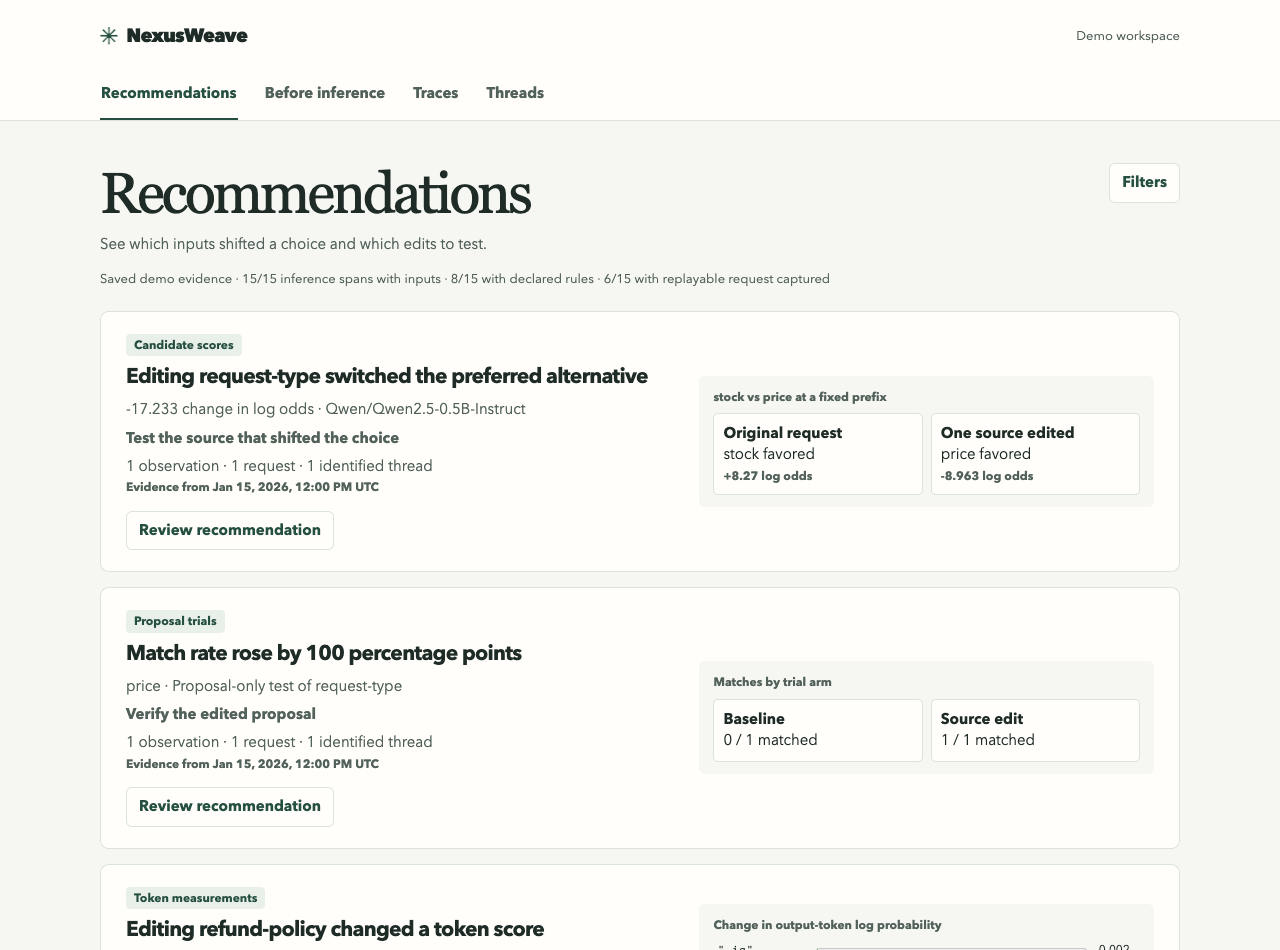 NexusWeave
Demo workspace
Recommendations
Before inference
Traces
Threads
Recommendations
Filters
See which inputs shifted a choice and which edits to test.
Saved demo evidence · 15/15 inference spans with inputs · 8/15 with declared rules · 6/15 with replayable request captured
Candidate scores
Editing request-type switched the preferred alternative
-17.233 change in log odds · Qwen/Qwen2.5-0.5B-Instruct
Test the source that shifted the choice
1 observation · 1 request · 1 identified thread
Evidence from Jan 15, 2026, 12:00 PM UTC
Review recommendation
stock vs price at a fixed prefix
Original request
stock favored
+8.27 log odds
One source edited
price favored
-8.963 log odds
Proposal trials
Match rate rose by 100 percentage points
price · Proposal-only test of request-type
Verify the edited proposal
1 observation · 1 request · 1 identified thread
Evidence from Jan 15, 2026, 12:00 PM UTC
Review recommendation
Matches by trial arm
Baseline
0 / 1 matched
Source edit
1 / 1 matched
Token measurements
Editing refund-policy changed a token score
Change in output-token log probability